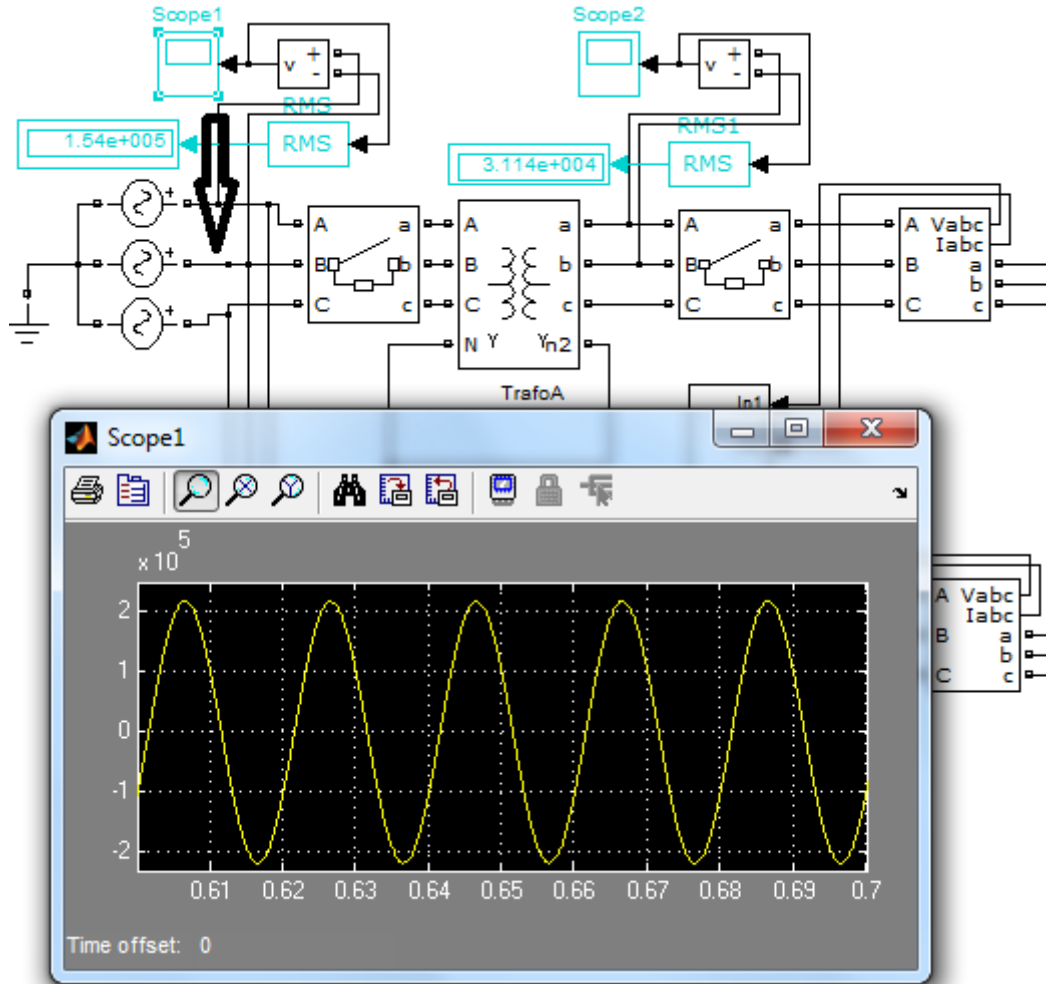 Scope1
Scope2
v + -
v + -
RMS
RMS1
1.54e+005
RMS
3.114e+004
RMS
+
+
+
A a
B b
C c
A a
B b
C c
N Y Yn2
TrafoA
A a
B b
C c
A Vabc
Iabc
B a
b
C c
In1
Scope1
x 10^5
2
1
0
-1
-2
0.61 0.62 0.63 0.64 0.65 0.66 0.67 0.68 0.69 0.7
Time offset: 0
A Vabc
Iabc
B a
b
C c